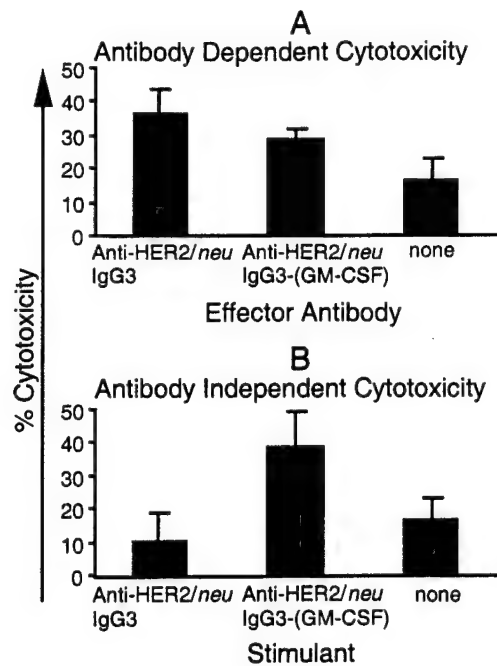 A
Antibody Dependent Cytotoxicity
50
40
30
20
10
0
Anti-HER2/neu IgG3
Anti-HER2/neu IgG3-(GM-CSF)
none
Effector Antibody
% Cytotoxicity
B
Antibody Independent Cytotoxicity
50
40
30
20
10
0
Anti-HER2/neu IgG3
Anti-HER2/neu IgG3-(GM-CSF)
none
Stimulant